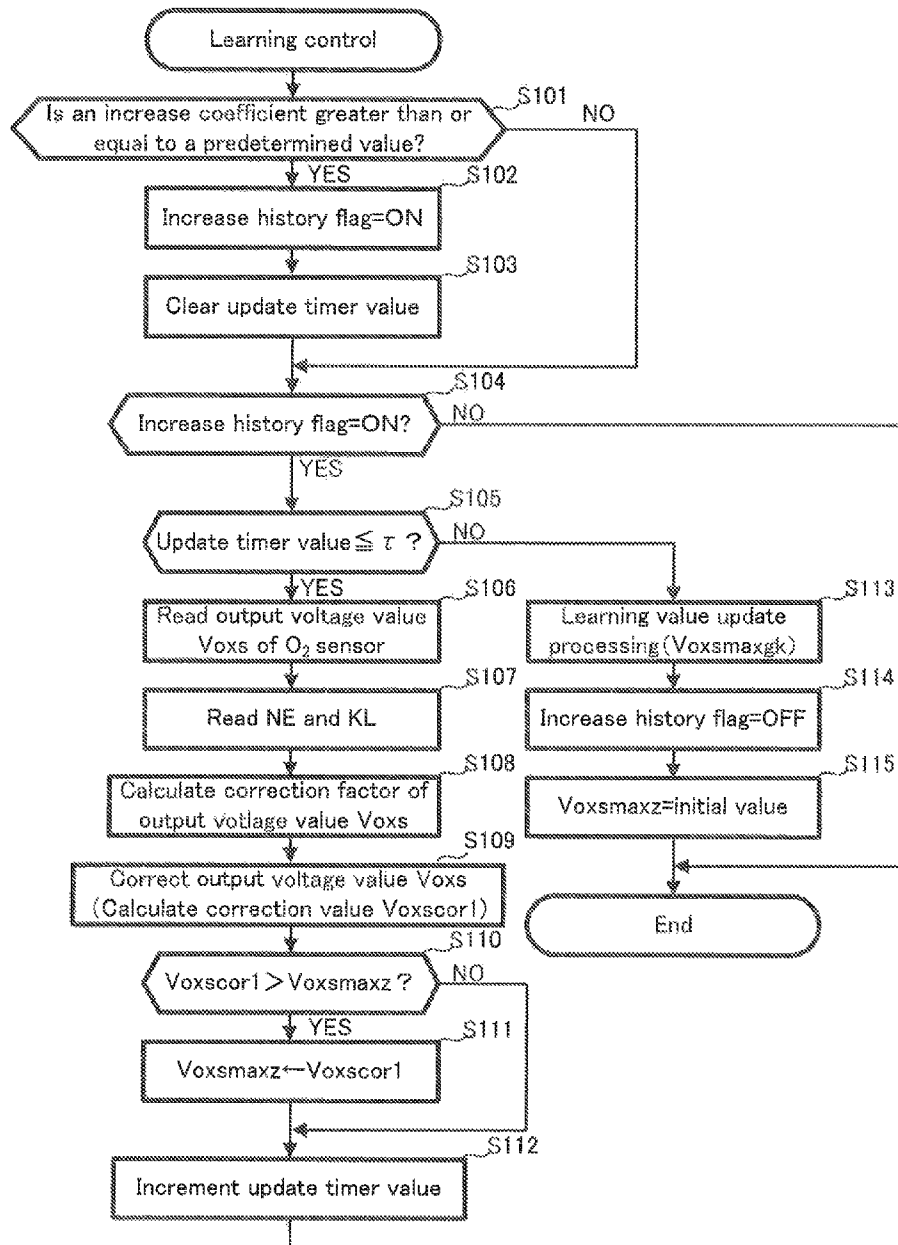 Learning control
S101
Is an increase coefficient greater than or
equal to a predetermined value?
NO
YES
S102
Increase history flag=ON
S103
Clear update timer value
S104
Increase history flag=ON?
NO
YES
S105
Update timer value≦ τ ?
NO
YES
S106
Read output voltage value
Voxs of O₂ sensor
S107
Read NE and KL
S108
Calculate correction factor of
output votlage value Voxs
S109
Correct output voltage value Voxs
(Calculate correction value Voxscor1)
S110
Voxscor1＞Voxsmaxz？
NO
YES
S111
Voxsmaxz←Voxscor1
S112
Increment update timer value
S113
Learning value update
processing(Voxsmaxgk)
S114
Increase history flag=OFF
S115
Voxsmaxz=initial value
End